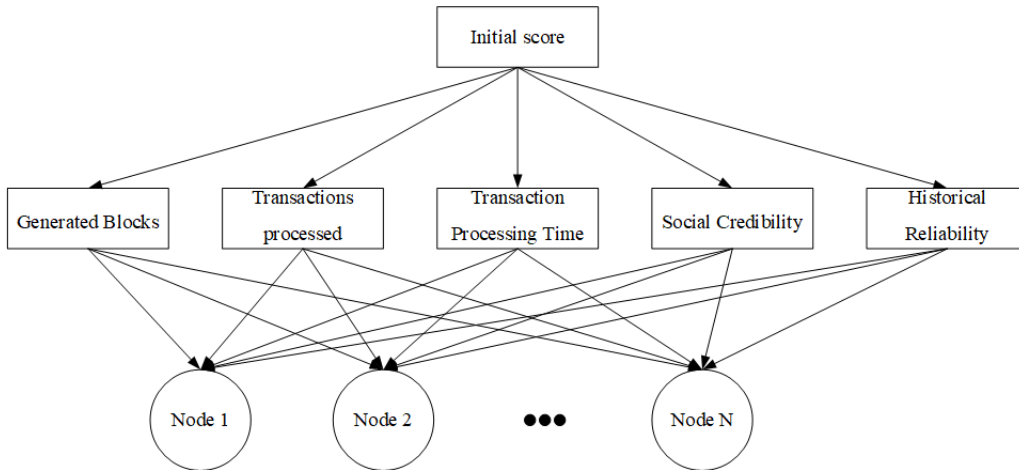 Initial score
Generated Blocks
Transactions
processed
Transaction
Processing Time
Social Credibility
Historical
Reliability
Node 1
Node 2
Node N